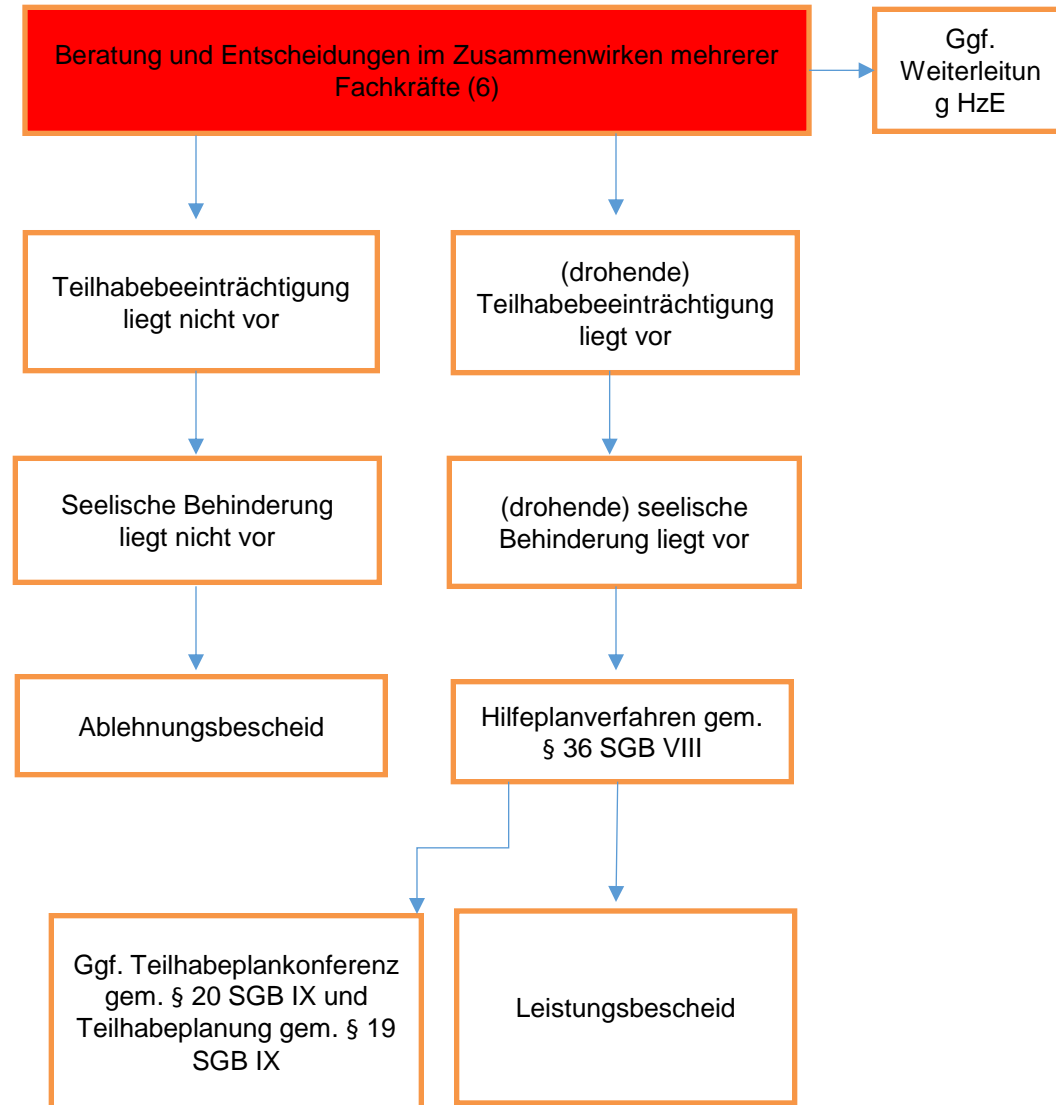 Beratung und Entscheidungen im Zusammenwirken mehrerer
Fachkräfte (6)
Ggf.
Weiterleitun
g HzE
Teilhabebeeinträchtigung
liegt nicht vor
(drohende)
Teilhabebeeinträchtigung
liegt vor
Seelische Behinderung
liegt nicht vor
(drohende) seelische
Behinderung liegt vor
Ablehnungsbescheid
Hilfeplanverfahren gem.
§ 36 SGB VIII
Ggf. Teilhabeplankonferenz
gem. § 20 SGB IX und
Teilhabeplanung gem. § 19
SGB IX
Leistungsbescheid